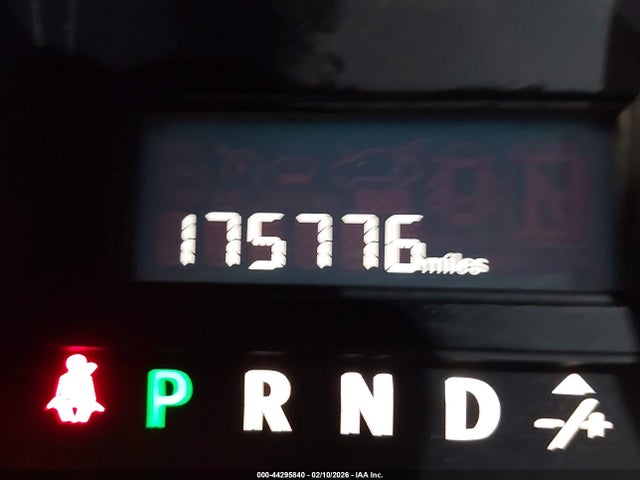 175776 miles
P R N D -/+
000-44295840 - 02/10/2026 - IAA Inc.